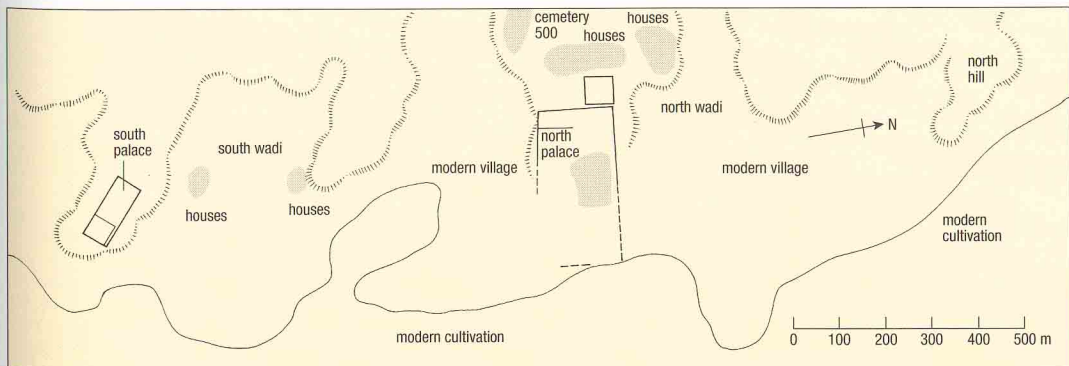 cemetery
500
houses
houses
north
hill
north wadi
N
south
palace
south wadi
north
palace
modern village
modern village
houses
houses
modern
cultivation
modern cultivation
0 100 200 300 400 500 m